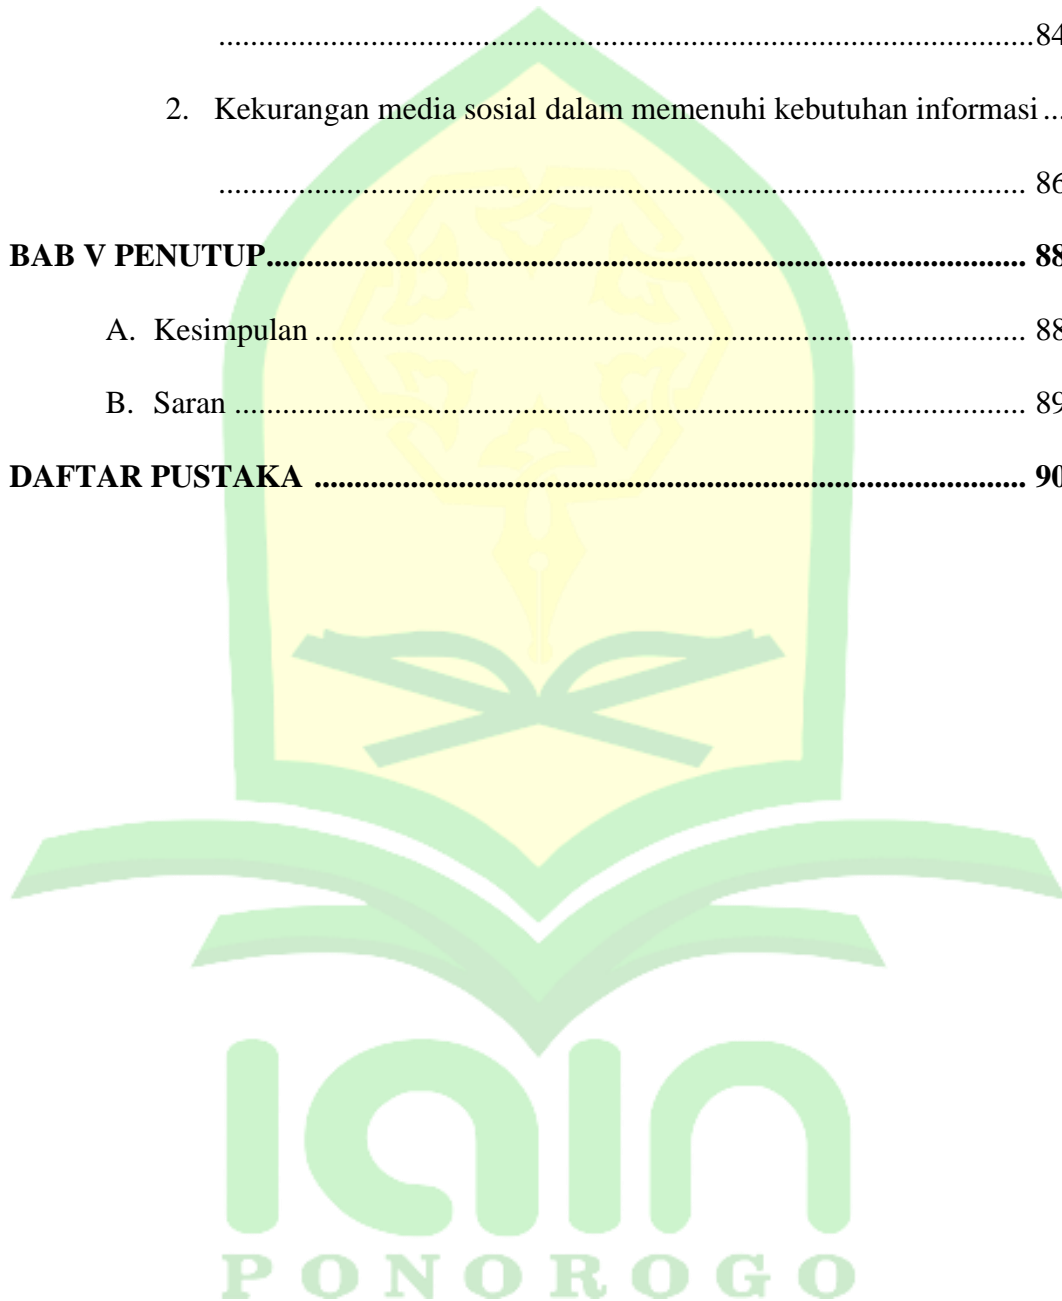 ........................................................................................................84
2. Kekurangan media sosial dalam memenuhi kebutuhan informasi ...
....................................................................................................... 86
BAB V PENUTUP................................................................................................ 88
A. Kesimpulan .......................................................................................... 88
B. Saran .................................................................................................... 89
DAFTAR PUSTAKA .......................................................................................... 90
iain
PONOROGO